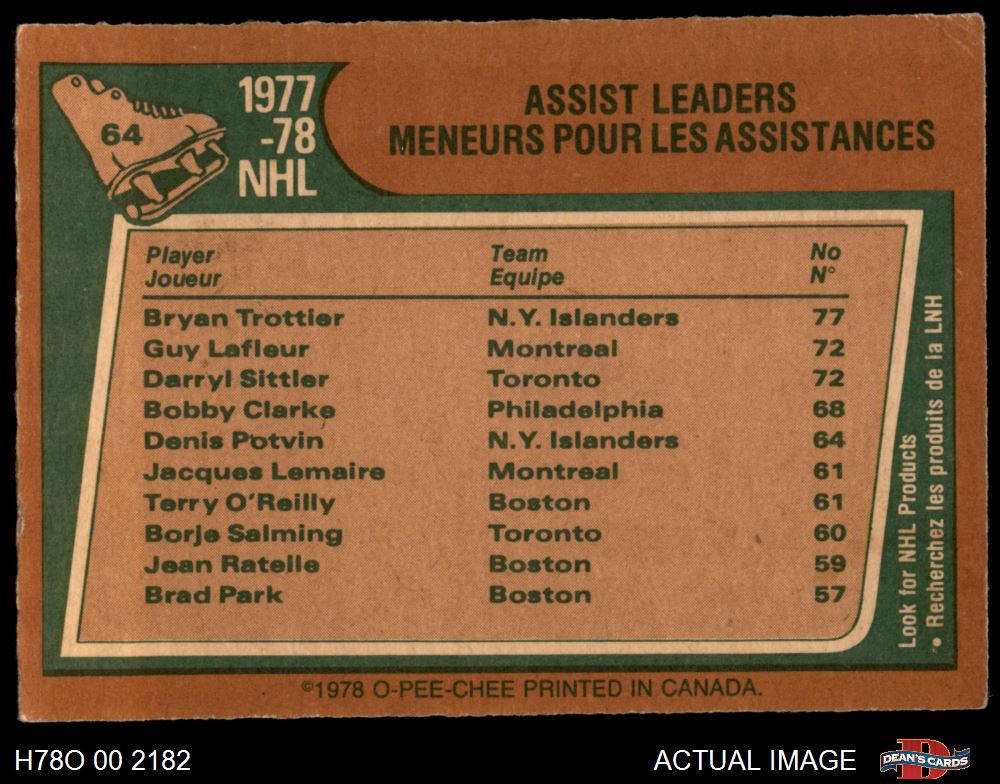 64
1977
-78
NHL
ASSIST LEADERS
MENEURS POUR LES ASSISTANCES
Player Team No
Joueur Equipe N°
Bryan Trottier N.Y. Islanders 77
Guy Lafleur Montreal 72
Darryl Sittler Toronto 72
Bobby Clarke Philadelphia 68
Denis Potvin N.Y. Islanders 64
Jacques Lemaire Montreal 61
Terry O'Reilly Boston 61
Borje Salming Toronto 60
Jean Ratelle Boston 59
Brad Park Boston 57
Look for NHL Products
• Recherchez les produits de la LNH
©1978 O-PEE-CHEE PRINTED IN CANADA.
H78O 00 2182
ACTUAL IMAGE
DEAN'S CARDS